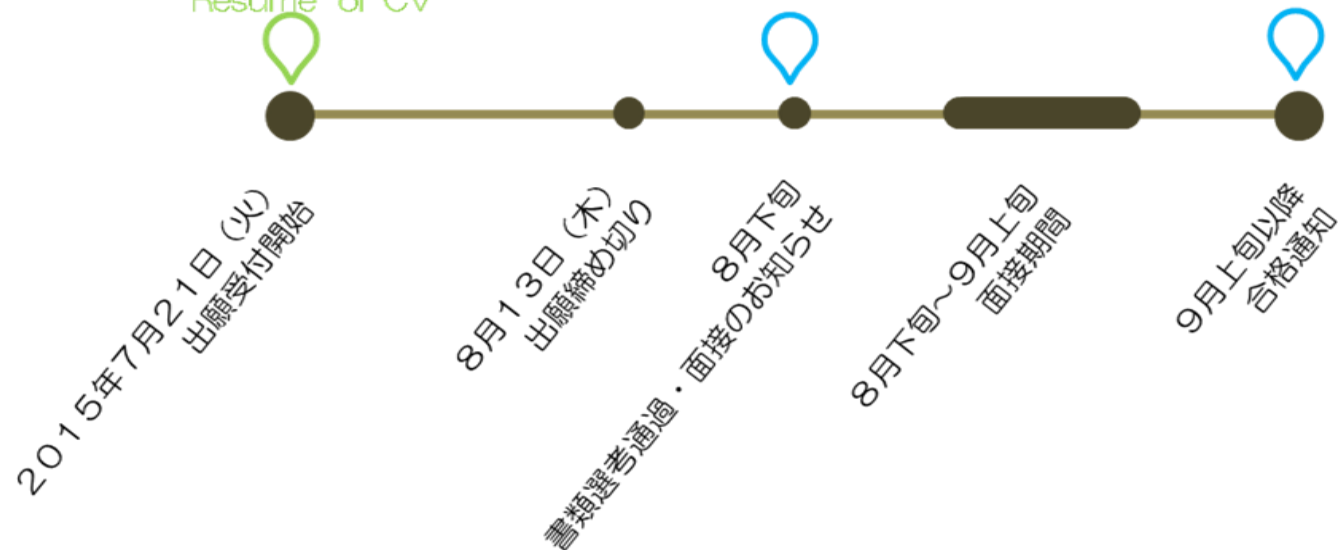 Resume or CV
2015年7月21日（火）
出願受付開始
8月13日（木）
出願締め切り
8月下旬
書類選考通過・面接のお知らせ
8月下旬～9月上旬
面接期間
9月上旬以降
合格通知